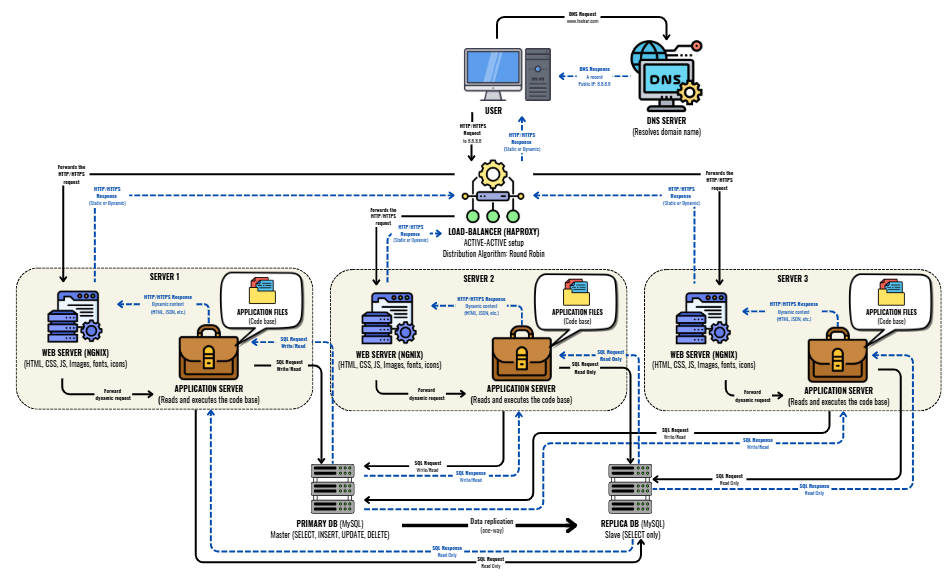 DNS Request
www.foobar.com
DNS Response
A record
Public IP: 8.8.8.8
DNS
USER
DNS SERVER
(Resolves domain name)
HTTP/HTTPS
Request
to 8.8.8.8
HTTP/HTTPS
Response
(Static or Dynamic)
Forwards the
HTTP/HTTPS
request
HTTP/HTTPS
Response
(Static or Dynamic)
Forwards the
HTTP/HTTPS
request
HTTP/HTTPS
Response
(Static or Dynamic)
LOAD-BALANCER (HAPROXY)
ACTIVE-ACTIVE setup
Distribution Algorithm: Round Robin
HTTP/HTTPS
Response
(Static or Dynamic)
Forwards the
HTTP/HTTPS
request
SERVER 1
HTTP/HTTPS Response
Dynamic content
(HTML, JSON, etc.)
APPLICATION FILES
(Code base)
WEB SERVER (NGNIX)
(HTML, CSS, JS, Images, fonts, icons)
SQL Response
Write/Read
SQL Request
Write/Read
Forward
dynamic request
APPLICATION SERVER
(Reads and executes the code base)
SERVER 2
HTTP/HTTPS Response
Dynamic content
(HTML, JSON, etc.)
APPLICATION FILES
(Code base)
WEB SERVER (NGNIX)
(HTML, CSS, JS, Images, fonts, icons)
SQL Request
Read Only
SQL Request
Read Only
Forward
dynamic request
APPLICATION SERVER
(Reads and executes the code base)
SERVER 3
HTTP/HTTPS Response
Dynamic content
(HTML, JSON, etc.)
APPLICATION FILES
(Code base)
WEB SERVER (NGNIX)
(HTML, CSS, JS, Images, fonts, icons)
Forward
dynamic request
APPLICATION SERVER
(Reads and executes the code base)
SQL Request
Write/Read
SQL Response
Write/Read
SQL Request
Write/Read
SQL Response
Write/Read
SQL Request
Read Only
SQL Response
Read Only
PRIMARY DB (MySQL)
Master (SELECT, INSERT, UPDATE, DELETE)
Data replication
(one-way)
REPLICA DB (MySQL)
Slave (SELECT only)
SQL Response
Read Only
SQL Request
Read Only